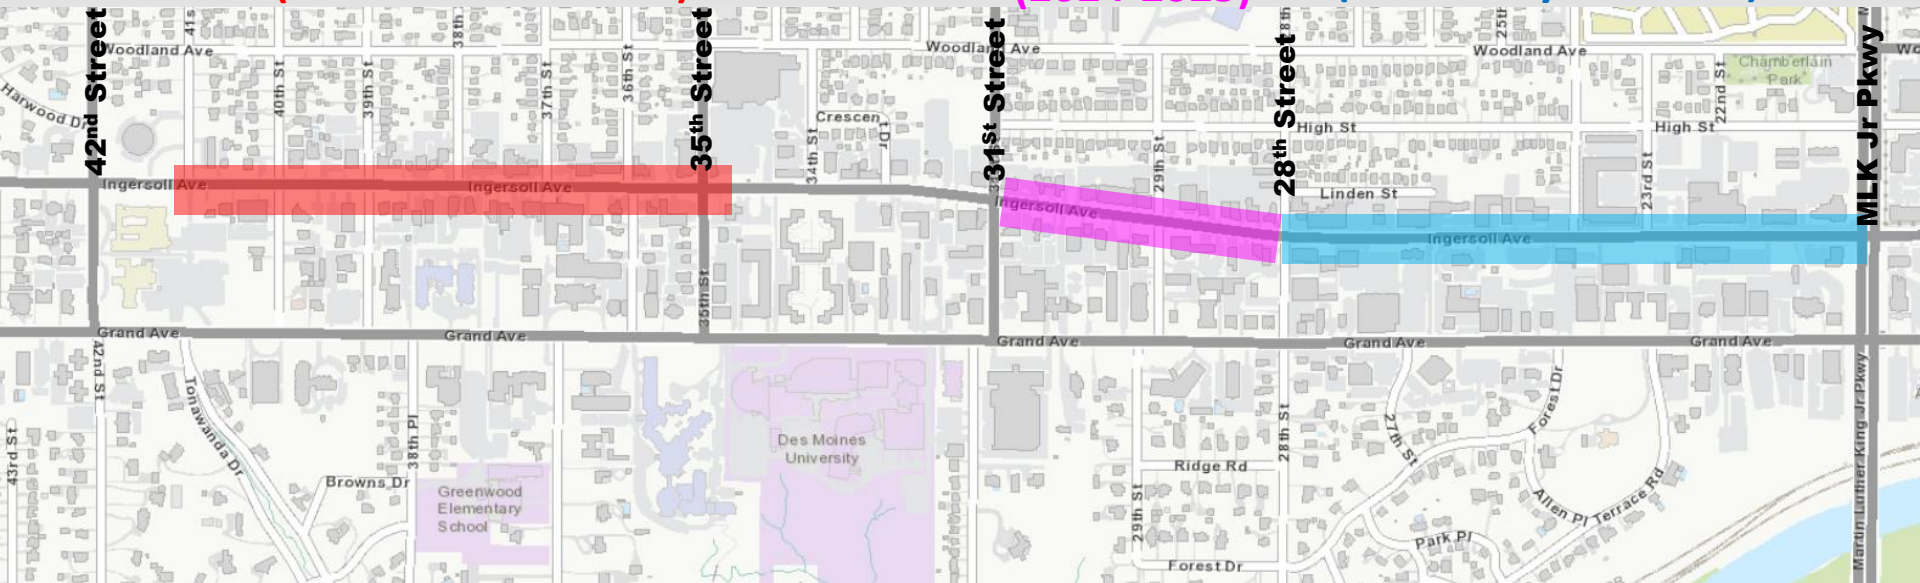 42nd Street
35th Street
31st Street
28th Street
MLK Jr Pkwy
Woodland Ave
Woodland Ave
Woodland Ave
38th
40th St
39th St
37th St
36th St
Harwood Dr
Crescen
t Dr
34th St
High St
High St
22nd St
Chamberlain
Park
29th St
Linden St
23rd St
Ingersoll Ave
Ingersoll Ave
Ingersoll Ave
Ingersoll Ave
35th St
Grand Ave
Grand Ave
Grand Ave
Grand Ave
Grand Ave
42nd St
Tonawanda Dr
38th Pl
43rd St
Browns Dr
Greenwood
Elementary
School
Des Moines
University
Ridge Rd
29th St
28th St
Forest Dr
27th St
Forest Dr
Allen Pl
Terrace Rd
Park Pl
Martin Luther King Jr Pkwy